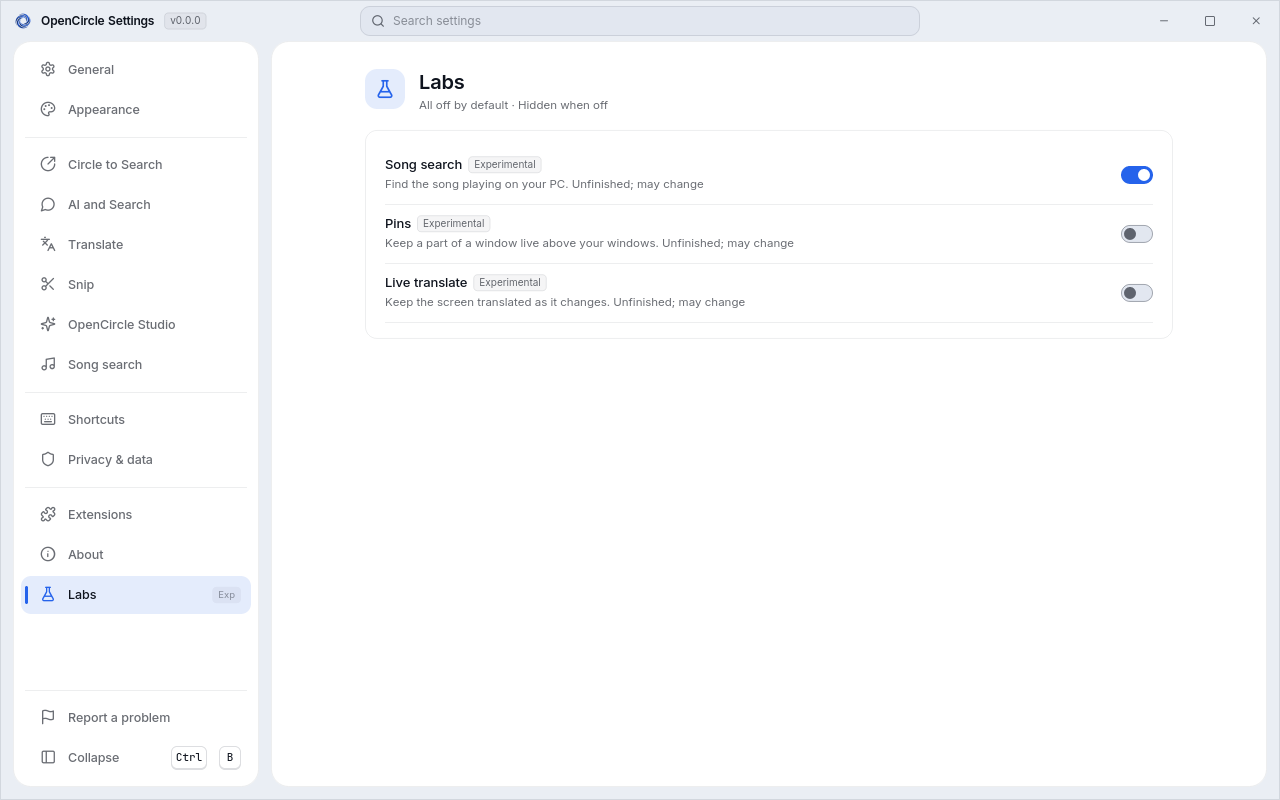 OpenCircle Settings v0.0.0
Search settings
General
Appearance
Circle to Search
AI and Search
Translate
Snip
OpenCircle Studio
Song search
Shortcuts
Privacy & data
Extensions
About
Labs Exp
Report a problem
Collapse Ctrl B
Labs
All off by default · Hidden when off
Song search Experimental
Find the song playing on your PC. Unfinished; may change
Pins Experimental
Keep a part of a window live above your windows. Unfinished; may change
Live translate Experimental
Keep the screen translated as it changes. Unfinished; may change